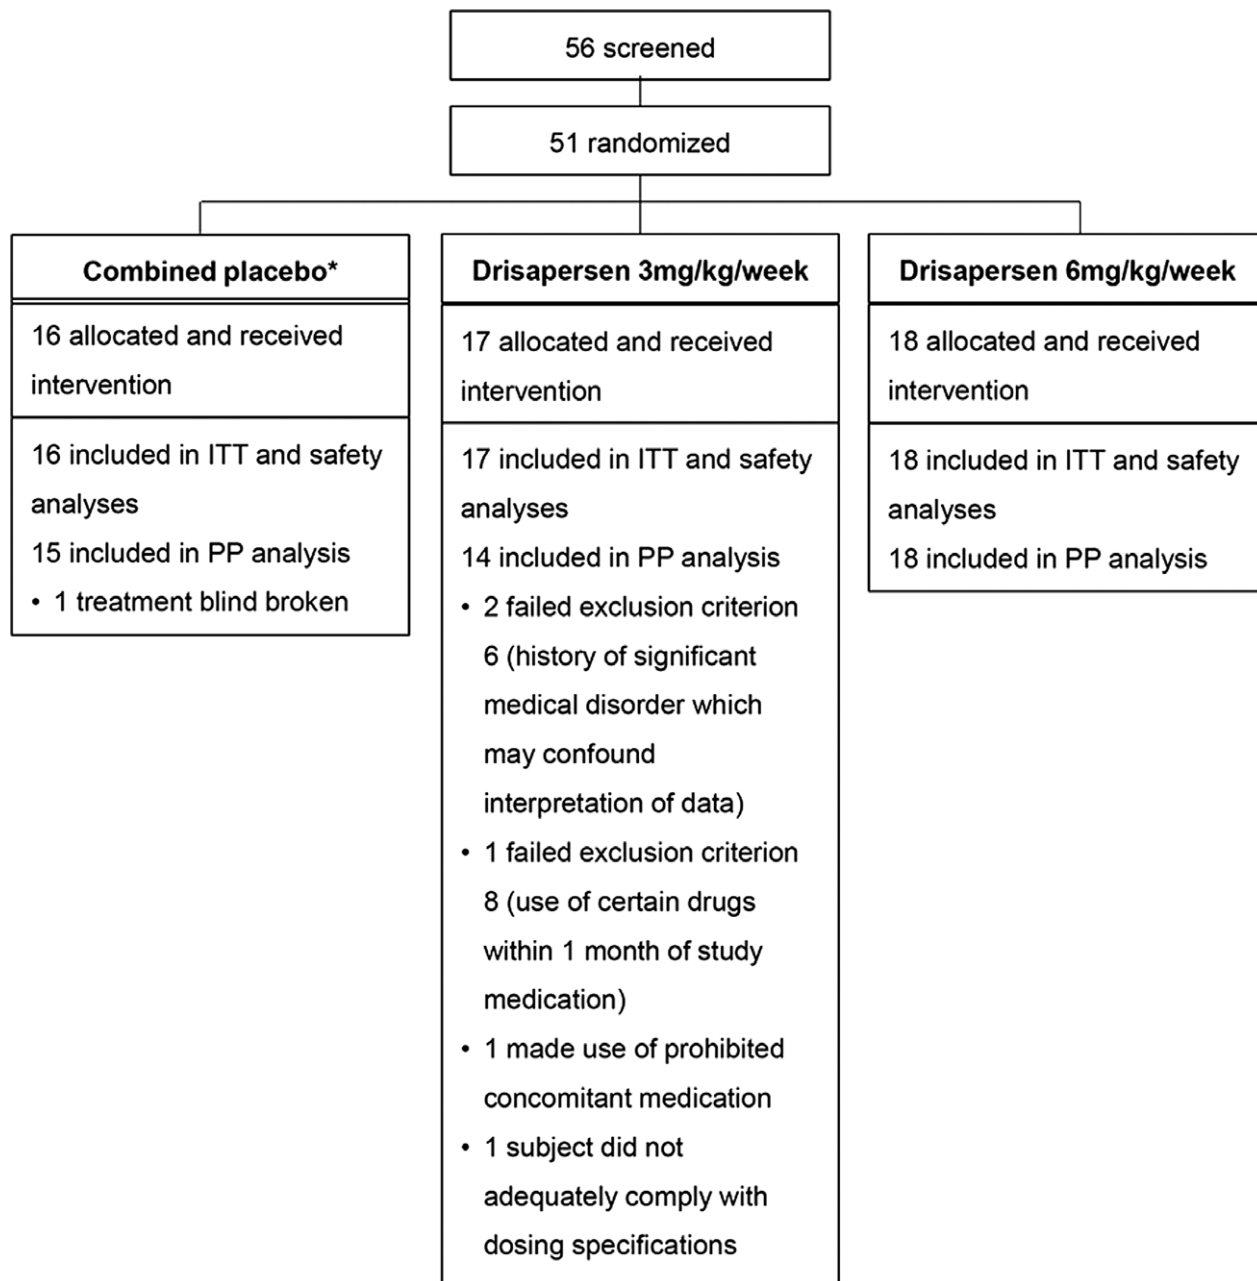 56 screened
51 randomized
Combined placebo*
16 allocated and received
intervention
16 included in ITT and safety
analyses
15 included in PP analysis
• 1 treatment blind broken
Drisapersen 3mg/kg/week
17 allocated and received
intervention
17 included in ITT and safety
analyses
14 included in PP analysis
• 2 failed exclusion criterion
6 (history of significant
medical disorder which
may confound
interpretation of data)
• 1 failed exclusion criterion
8 (use of certain drugs
within 1 month of study
medication)
• 1 made use of prohibited
concomitant medication
• 1 subject did not
adequately comply with
dosing specifications
Drisapersen 6mg/kg/week
18 allocated and received
intervention
18 included in ITT and safety
analyses
18 included in PP analysis